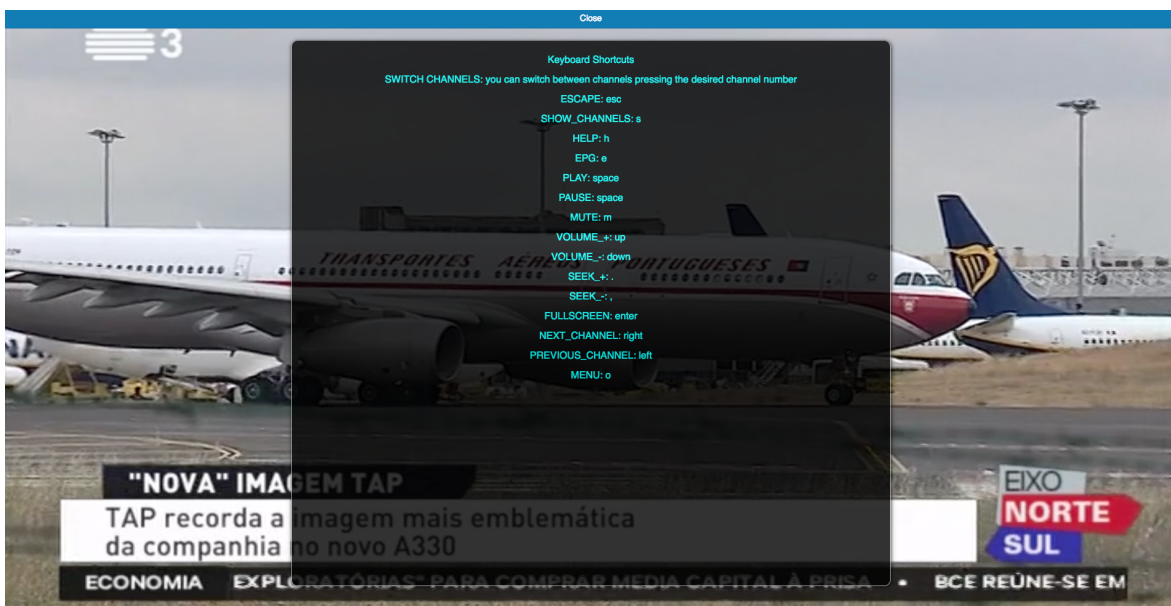 Close
3
Keyboard Shortcuts
SWITCH CHANNELS: you can switch between channels pressing the desired channel number
ESCAPE: esc
SHOW_CHANNELS: s
HELP: h
EPG: e
PLAY: space
PAUSE: space
MUTE: m
VOLUME_+: up
VOLUME_-: down
SEEK_+: .
SEEK_-: ,
FULLSCREEN: enter
NEXT_CHANNEL: right
PREVIOUS_CHANNEL: left
MENU: o
TRANSPORTES AÉREOS PORTUGUESES
"NOVA" IMAGEM TAP
TAP recorda a imagem mais emblemática
da companhia no novo A330
EIXO
NORTE
SUL
ECONOMIA EXPLORATÓRIAS" PARA COMPRAR MEDIA CAPITAL À PRISA • BCE REÚNE-SE EM